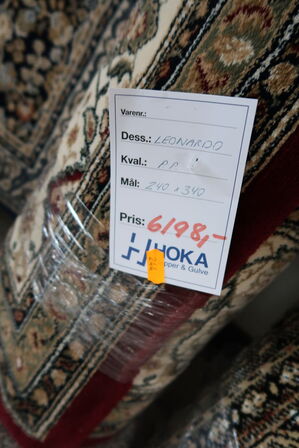 Varenr.:
Dess.: LEONARDO
Kval.: PP
Mål: 240 x 340
Pris: 6198,-
HOKA
Tæpper & Gulve